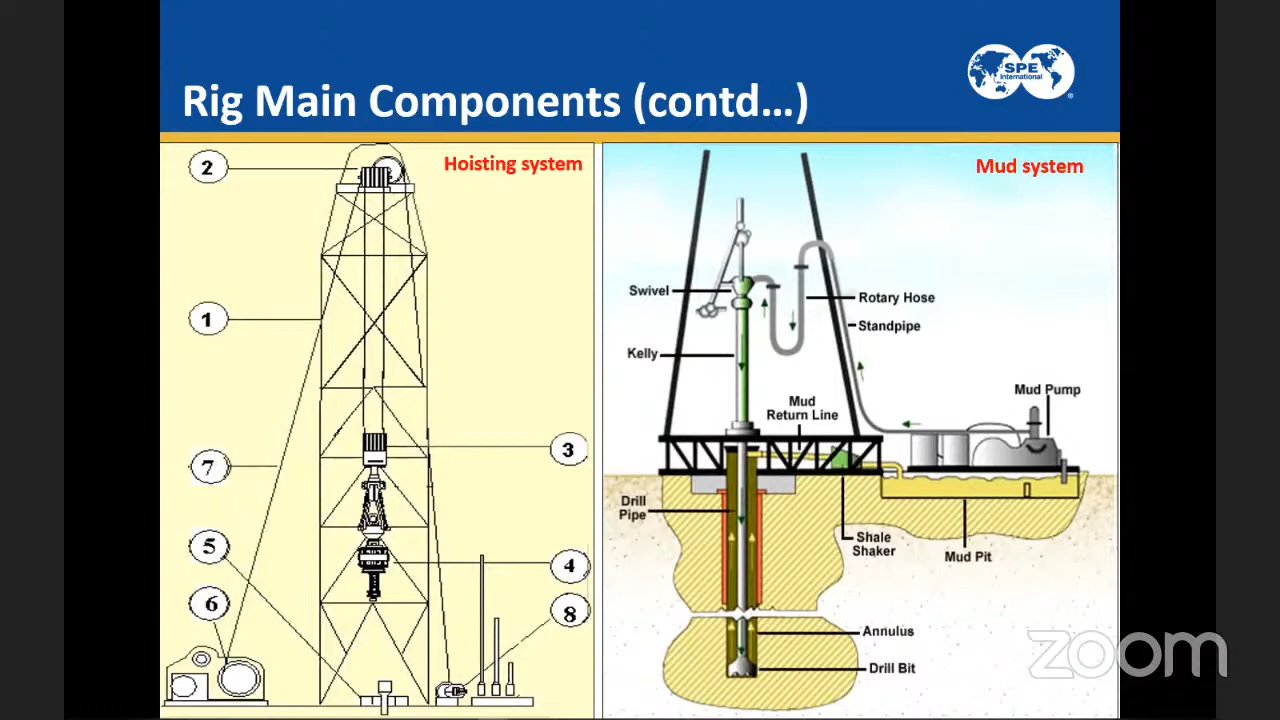 Rig Main Components (contd...)
SPE
International
Hoisting system
2
1
7
5
6
3
4
8
Mud system
Swivel
Rotary Hose
Standpipe
Kelly
Mud
Return Line
Mud Pump
Drill
Pipe
Shale
Shaker
Mud Pit
Annulus
Drill Bit
zoom